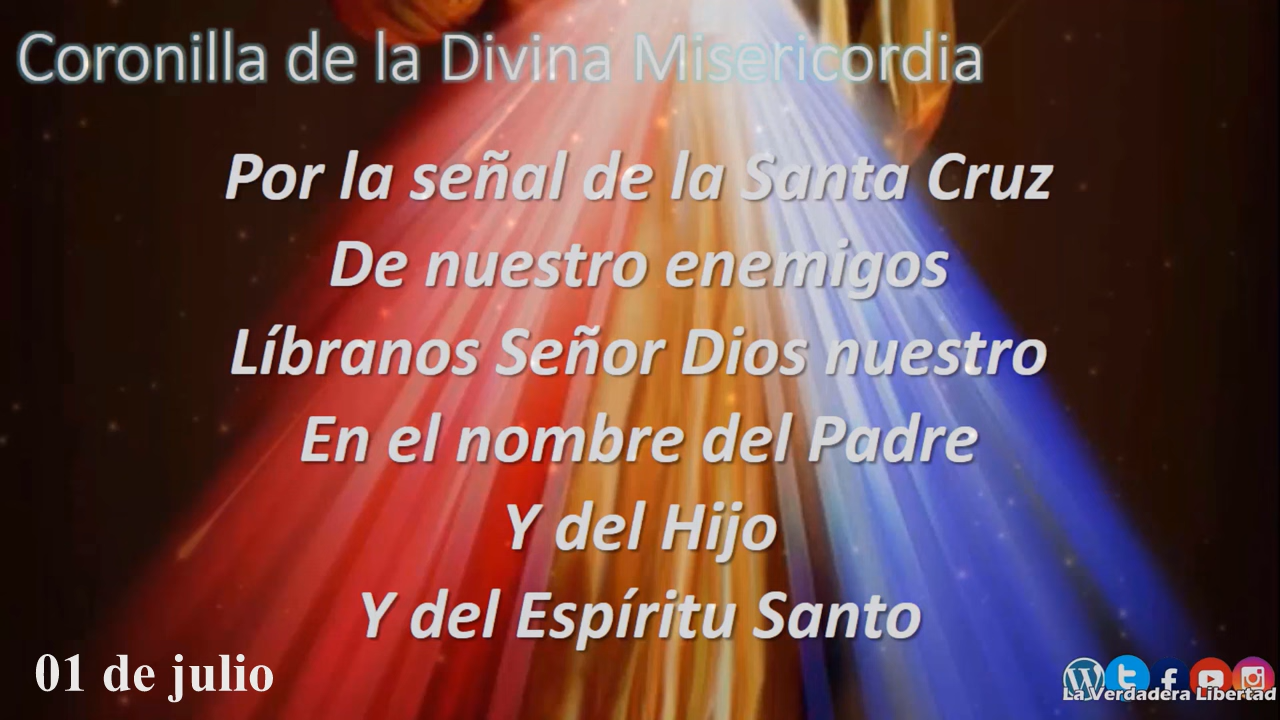 Coronilla de la Divina Misericordia
Por la señal de la Santa Cruz
De nuestro enemigos
Líbranos Señor Dios nuestro
En el nombre del Padre
Y del Hijo
Y del Espíritu Santo
01 de julio
La Verdadera Libertad